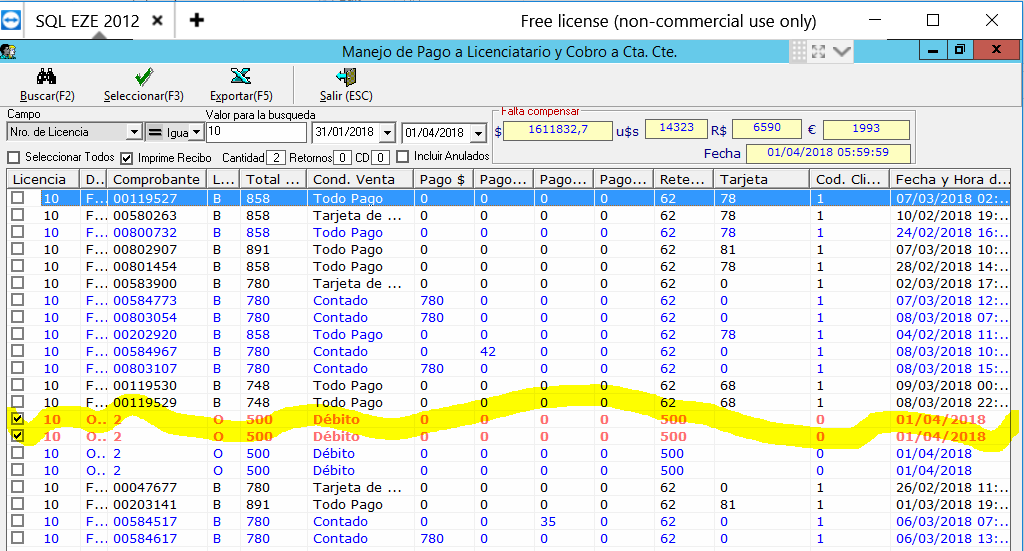 SQL EZE 2012
Free license (non-commercial use only)
Manejo de Pago a Licenciatario y Cobro a Cta. Cte.
Buscar(F2) Seleccionar(F3) Exportar(F5) Salir (ESC)
Campo Valor para la busqueda Falta compensar
Nro. de Licencia = Igua 10 31/01/2018 01/04/2018 $ 1611832,7 u$s 14323 R$ 6590 € 1993
Seleccionar Todos Imprime Recibo Cantidad 2 Retornos 0 CD 0 Incluir Anulados Fecha 01/04/2018 05:59:59
Licencia D... Comprobante L... Total ... Cond. Venta Pago $ Pago... Pago... Pago... Rete... Tarjeta Cod. Cli... Fecha y Hora d...
10 F... 00119527 B 858 Todo Pago 0 0 0 0 62 78 1 07/03/2018 02:...
10 F... 00580263 B 858 Tarjeta de ... 0 0 0 0 62 78 1 10/02/2018 19:...
10 F... 00800732 B 858 Todo Pago 0 0 0 0 62 78 1 24/02/2018 16:...
10 F... 00802907 B 891 Todo Pago 0 0 0 0 62 81 1 07/03/2018 10:...
10 F... 00801454 B 858 Todo Pago 0 0 0 0 62 78 1 28/02/2018 14:...
10 F... 00583900 B 780 Tarjeta de ... 0 0 0 0 62 0 1 02/03/2018 17:...
10 F... 00584773 B 780 Contado 780 0 0 0 62 0 1 07/03/2018 12:...
10 F... 00803054 B 780 Contado 780 0 0 0 62 0 1 08/03/2018 07:...
10 F... 00202920 B 858 Todo Pago 0 0 0 0 62 78 1 04/02/2018 11:...
10 F... 00584967 B 780 Contado 0 42 0 0 62 0 1 08/03/2018 10:...
10 F... 00803107 B 780 Contado 780 0 0 0 62 0 1 08/03/2018 15:...
10 F... 00119530 B 748 Todo Pago 0 0 0 0 62 68 1 09/03/2018 00:...
10 F... 00119529 B 748 Todo Pago 0 0 0 0 62 68 1 08/03/2018 22:...
10 O... 2 O 500 Débito 0 0 0 0 500 0 0 01/04/2018
10 O... 2 O 500 Débito 0 0 0 0 500 0 0 01/04/2018
10 O... 2 O 500 Débito 0 0 0 0 500 0 0 01/04/2018
10 O... 2 O 500 Débito 0 0 0 0 500 0 0 01/04/2018
10 F... 00047677 B 780 Tarjeta de ... 0 0 0 0 62 0 1 26/02/2018 11:...
10 F... 00203141 B 891 Todo Pago 0 0 0 0 62 81 1 01/03/2018 19:...
10 F... 00584517 B 780 Contado 0 0 35 0 62 0 1 06/03/2018 07:...
10 F... 00584617 B 780 Contado 780 0 0 0 62 0 1 06/03/2018 13:...